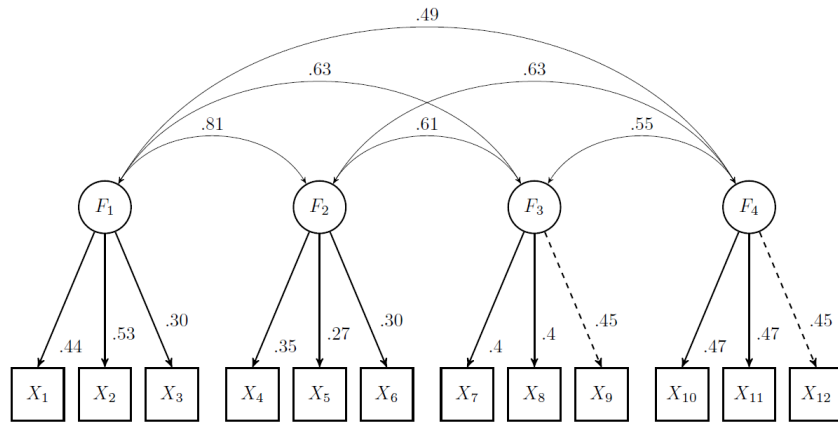 .49
.63 .63
.81 .61 .55
F₁ F₂ F₃ F₄
.44 .53 .30 .35 .27 .30 .4 .4 .45 .47 .47 .45
X₁ X₂ X₃ X₄ X₅ X₆ X₇ X₈ X₉ X₁₀ X₁₁ X₁₂